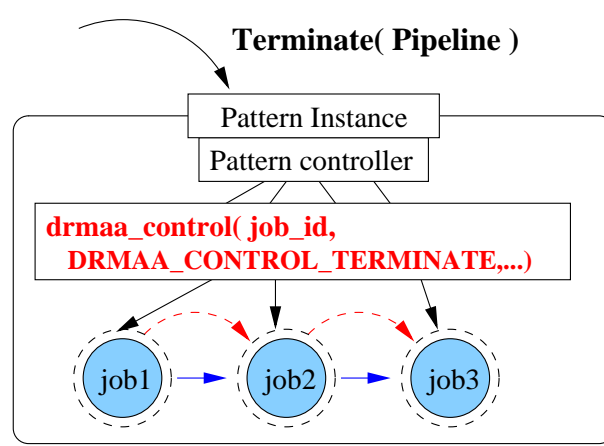 Terminate( Pipeline )
Pattern Instance
Pattern controller
drmaa_control( job_id,
DRMAA_CONTROL_TERMINATE,...)
job1 job2 job3